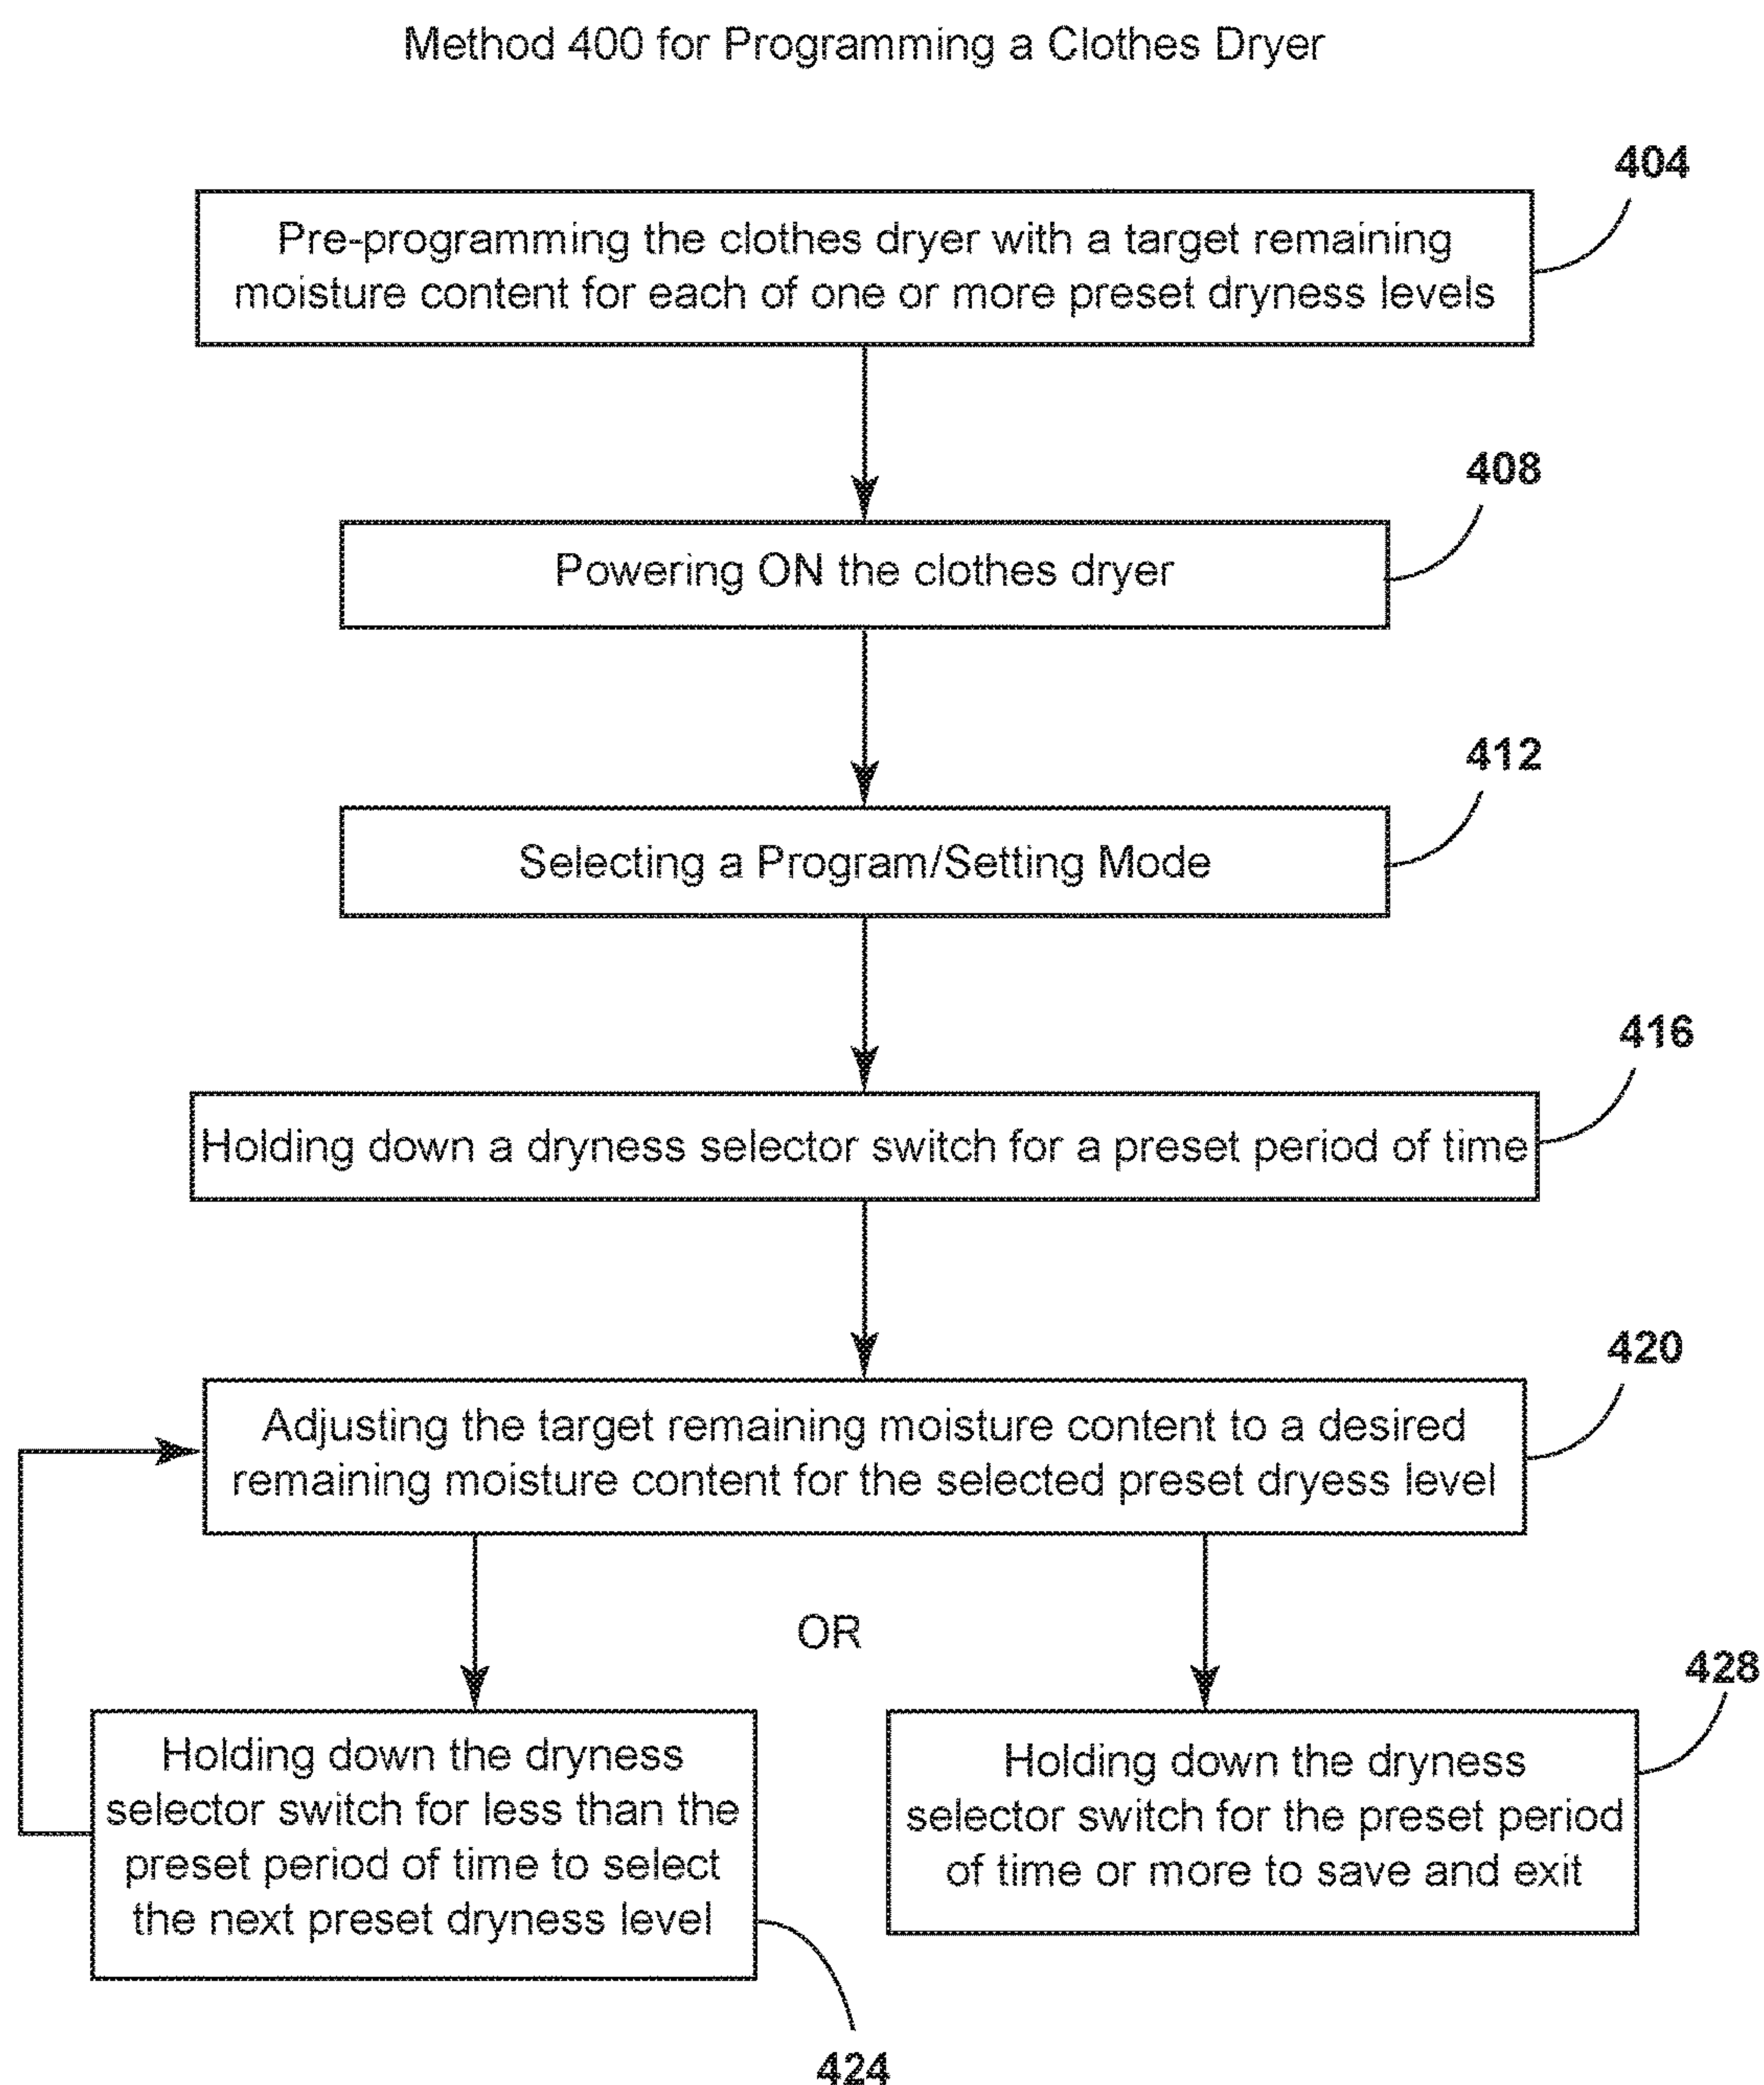 Method 400 for Programming a Clothes Dryer
404
Pre-programming the clothes dryer with a target remaining
moisture content for each of one or more preset dryness levels
408
Powering ON the clothes dryer
412
Selecting a Program/Setting Mode
416
Holding down a dryness selector switch for a preset period of time
420
Adjusting the target remaining moisture content to a desired
remaining moisture content for the selected preset dryess level
OR
428
Holding down the dryness
selector switch for less than the
preset period of time to select
the next preset dryness level
Holding down the dryness
selector switch for the preset period
of time or more to save and exit
424